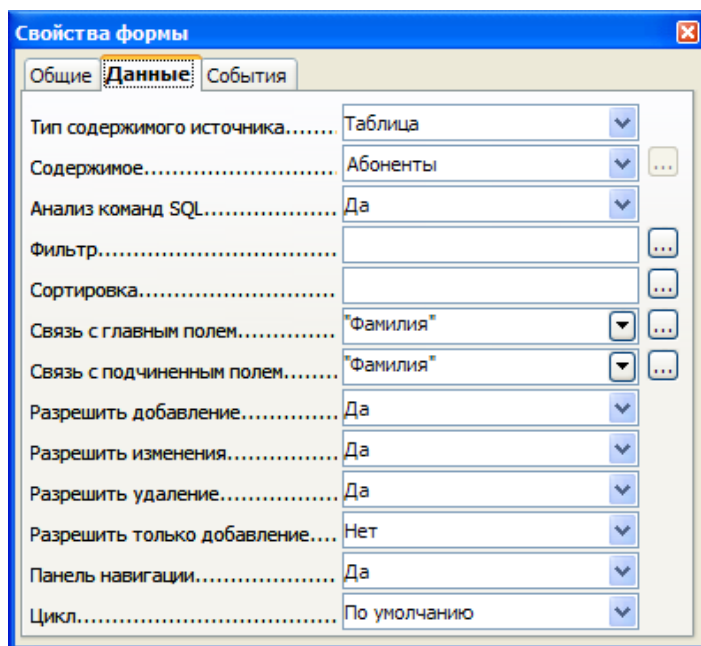 Свойства формы
Общие Данные События
Тип содержимого источника....... Таблица
Содержимое........................... Абоненты ...
Анализ команд SQL.................... Да
Фильтр.................................. ...
Сортировка............................ ...
Связь с главным полем............. "Фамилия" ...
Связь с подчиненным полем....... "Фамилия" ...
Разрешить добавление.............. Да
Разрешить изменения................ Да
Разрешить удаление.................. Да
Разрешить только добавление.... Нет
Панель навигации..................... Да
Цикл..................................... По умолчанию